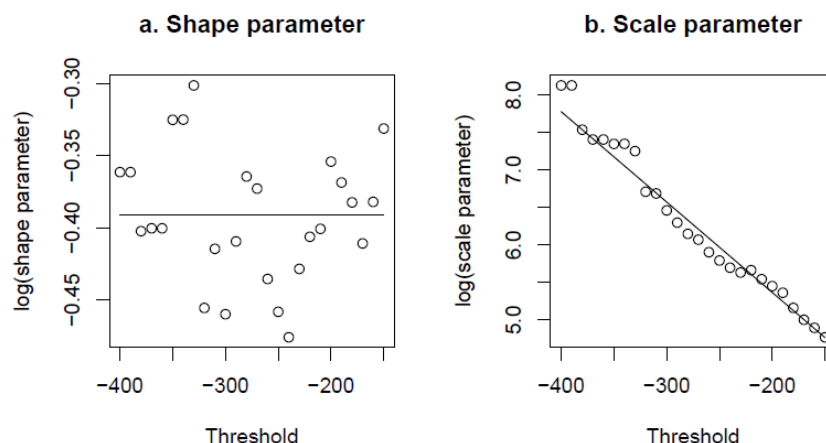 a. Shape parameter
log(shape parameter)
−0.30
−0.35
−0.40
−0.45
−400
−300
−200
Threshold
b. Scale parameter
log(scale parameter)
8.0
7.0
6.0
5.0
−400
−300
−200
Threshold